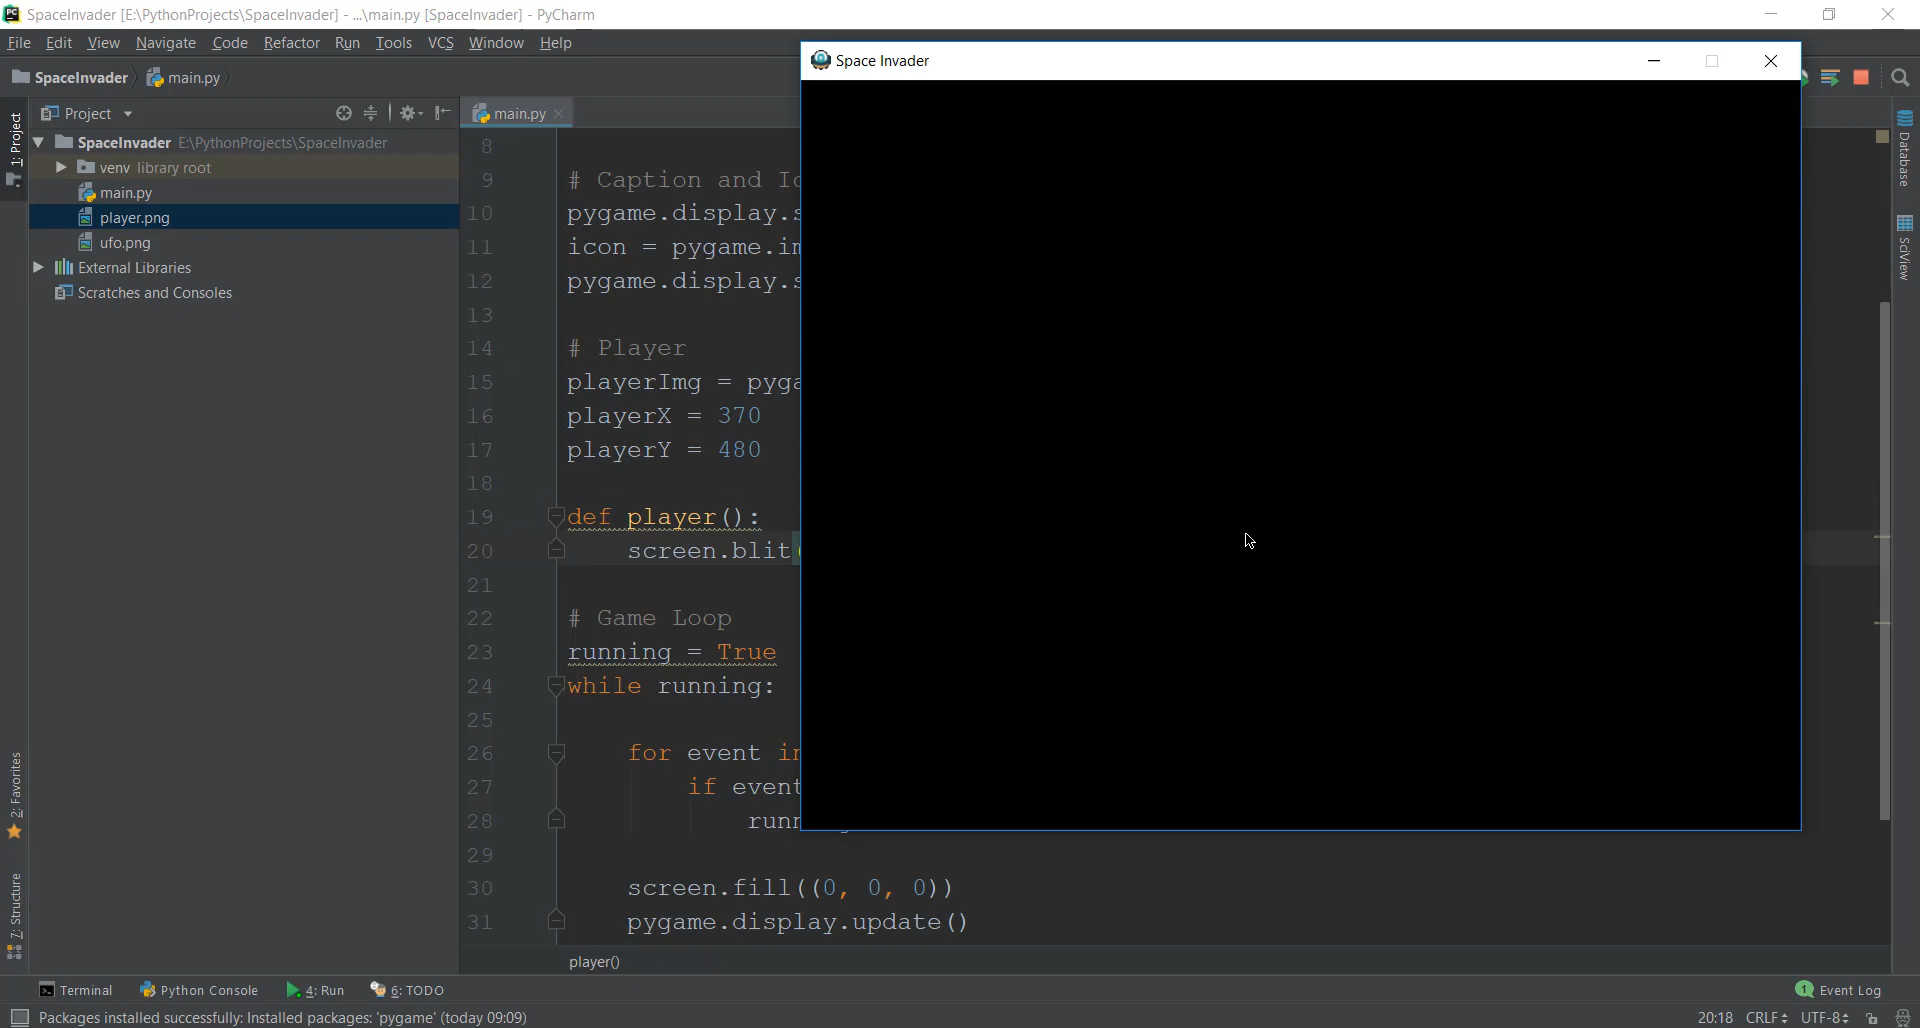 SpaceInvader [E:\PythonProjects\SpaceInvader] - ...\main.py [SpaceInvader] - PyCharm
File Edit View Navigate Code Refactor Run Tools VCS Window Help
SpaceInvader main.py
Space Invader
1: Project
Project
main.py
SpaceInvader E:\PythonProjects\SpaceInvader
venv library root
main.py
player.png
ufo.png
External Libraries
Scratches and Consoles
8
9 # Caption and Ic
10 pygame.display.s
11 icon = pygame.im
12 pygame.display.s
13
14 # Player
15 playerImg = pyga
16 playerX = 370
17 playerY = 480
18
19 def player():
20 screen.blit(
21
22 # Game Loop
23 running = True
24 while running:
25
26 for event in
27 if event
28 runn
29
30 screen.fill((0, 0, 0))
31 pygame.display.update()
player()
Database
SciView
2: Favorites
7: Structure
Terminal Python Console 4: Run 6: TODO
1 Event Log
Packages installed successfully: Installed packages: 'pygame' (today 09:09)
20:18 CRLF UTF-8